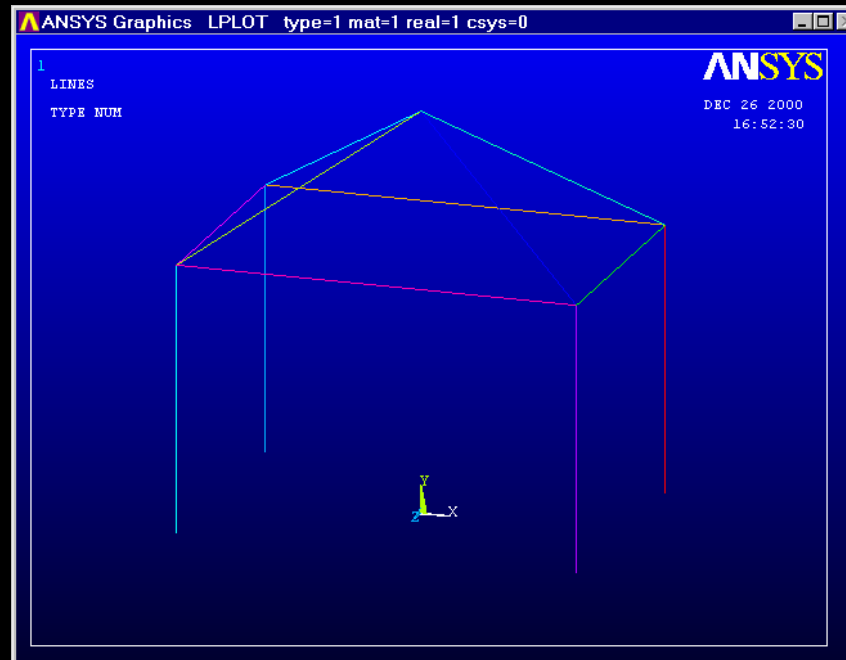 ANSYS Graphics LPLOT type=1 mat=1 real=1 csys=0
1
LINES
TYPE NUM
ANSYS
DEC 26 2000
16:52:30
Y
Z X